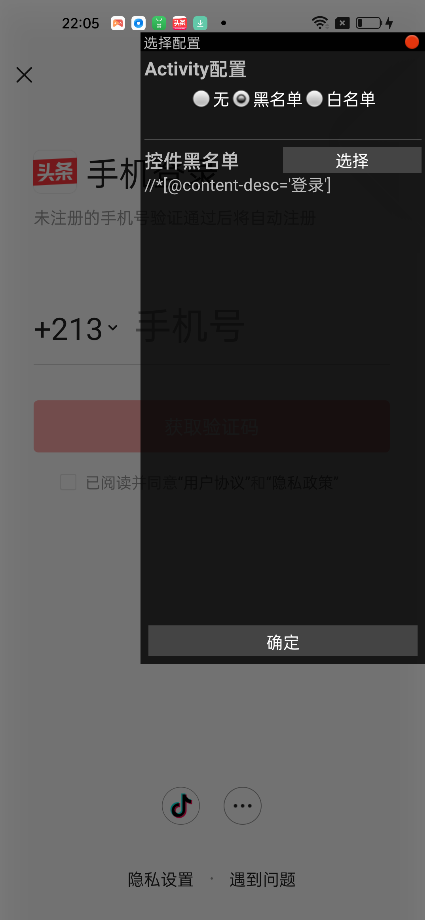 22:05
选择配置
Activity配置
无 黑名单 白名单
控件黑名单 选择
//*[@content-desc='登录']
头条 手机
未注册的手机号验证通过后将自动注册
+213 手机号
获取验证码
已阅读并同意"用户协议"和"隐私政策"
确定
隐私设置 · 遇到问题